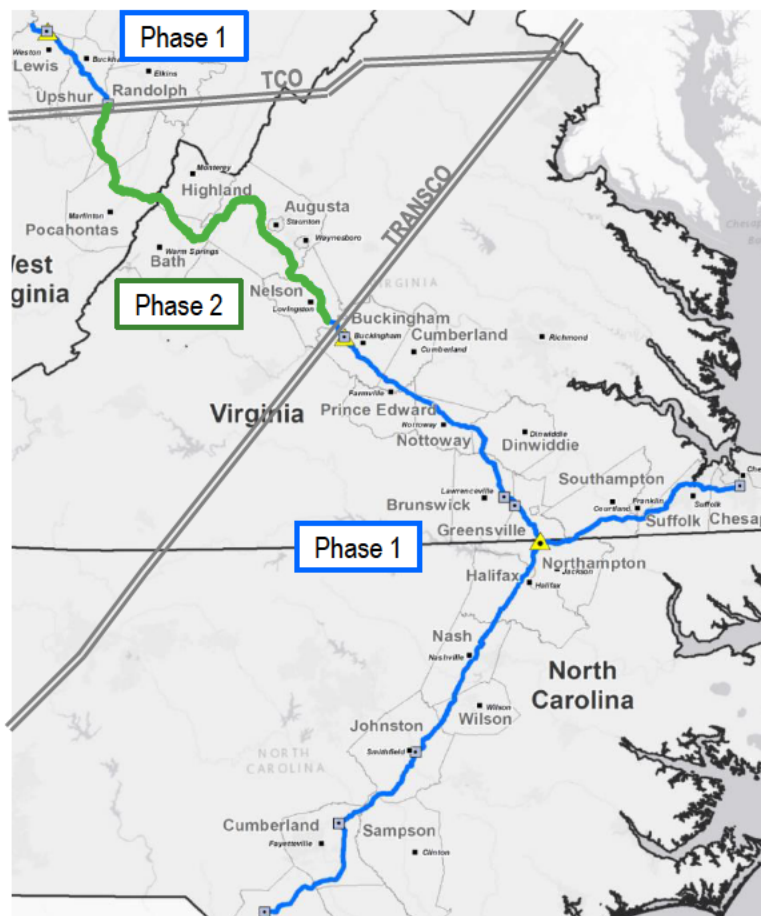 Phase 1
Weston
Lewis
Elkins
Upshur
Randolph
TCO
Monterey
Highland
Augusta
Staunton
Marlinton
Pocahontas
Waynesboro
TRANSCO
Warm Springs
Bath
West
Virginia
Phase 2
Nelson
Lovingston
VIRGINIA
Buckingham
Buckingham
Cumberland
Cumberland
Richmond
Farmville
Virginia
Prince Edward
Nottoway
Nottoway
Dinwiddie
Dinwiddie
Southampton
Lawrenceville
Brunswick
Courtland
Franklin
Suffolk
Suffolk
Chesap
Greensville
Phase 1
Northampton
Jackson
Halifax
Halifax
Nash
Nashville
North
Carolina
Wilson
Wilson
Johnston
Smithfield
NORTH
CAROLINA
Cumberland
Fayetteville
Sampson
Clinton